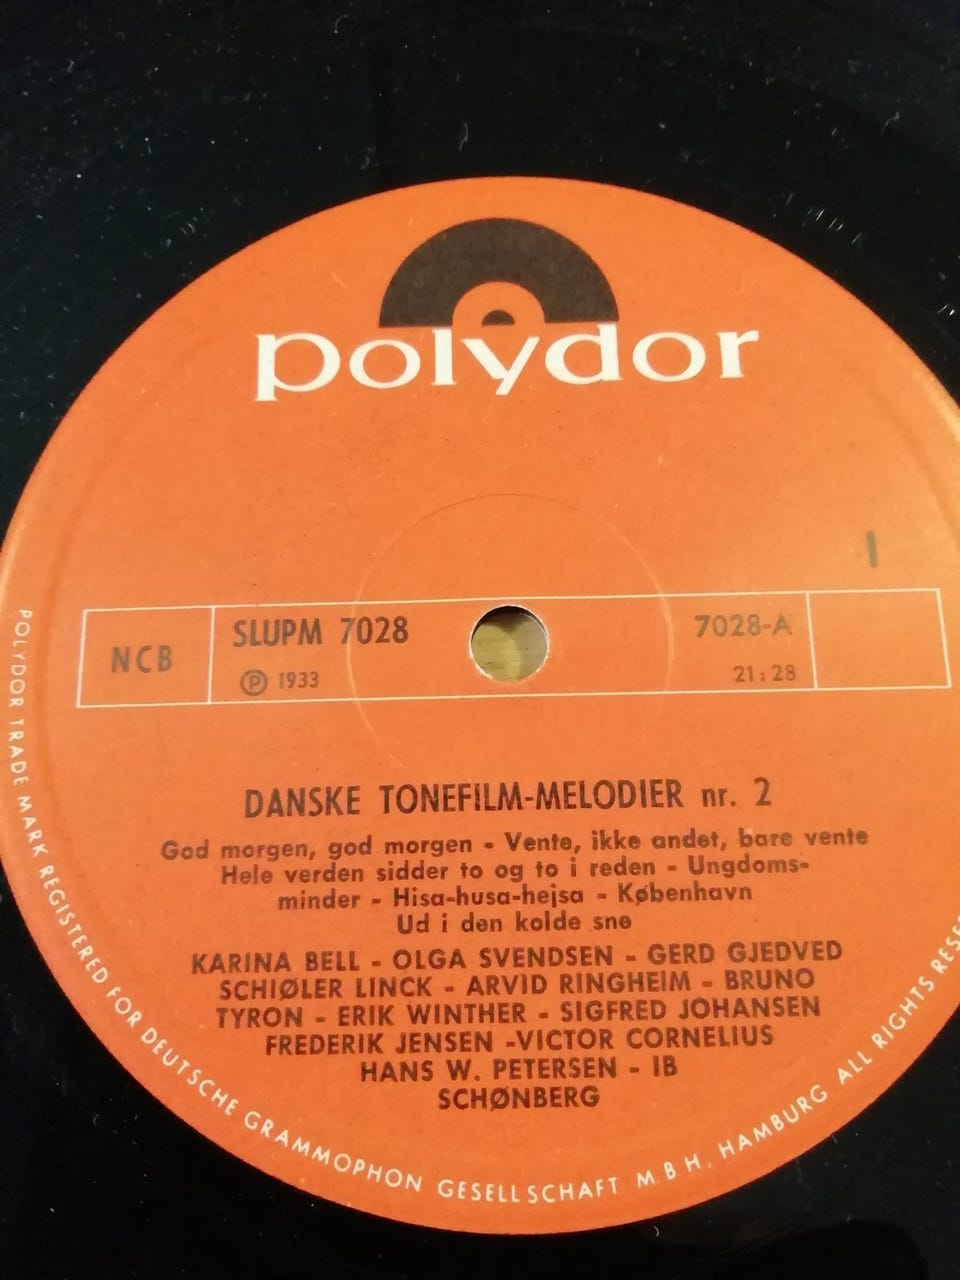 polydor
I
NCB
SLUPM 7028
℗ 1933
7028-A
21:28
DANSKE TONEFILM-MELODIER nr. 2
God morgen, god morgen - Vente, ikke andet, bare vente
Hele verden sidder to og to i reden - Ungdoms-
minder - Hisa-husa-hejsa - København
Ud i den kolde sne
KARINA BELL - OLGA SVENDSEN - GERD GJEDVED
SCHIØLER LINCK - ARVID RINGHEIM - BRUNO
TYRON - ERIK WINTHER - SIGFRED JOHANSEN
FREDERIK JENSEN -VICTOR CORNELIUS
HANS W. PETERSEN - IB
SCHØNBERG
POLYDOR TRADE MARK REGISTERED FOR DEUTSCHE GRAMMOPHON GESELLSCHAFT M.B.H. HAMBURG ALL RIGHTS